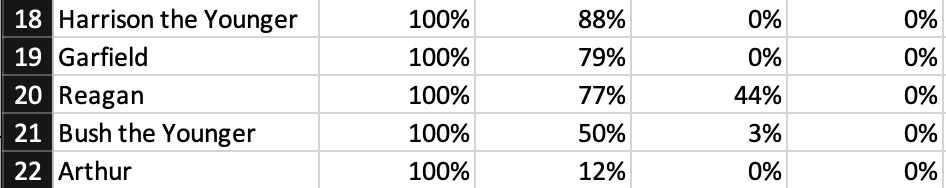 18 Harrison the Younger 100% 88% 0% 0%
19 Garfield 100% 79% 0% 0%
20 Reagan 100% 77% 44% 0%
21 Bush the Younger 100% 50% 3% 0%
22 Arthur 100% 12% 0% 0%